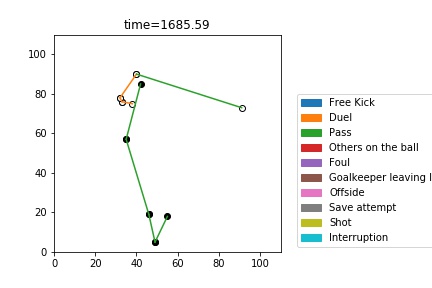 time=1685.59
100
80
60
40
20
0
0 20 40 60 80 100
Free Kick
Duel
Pass
Others on the ball
Foul
Goalkeeper leaving l
Offside
Save attempt
Shot
Interruption